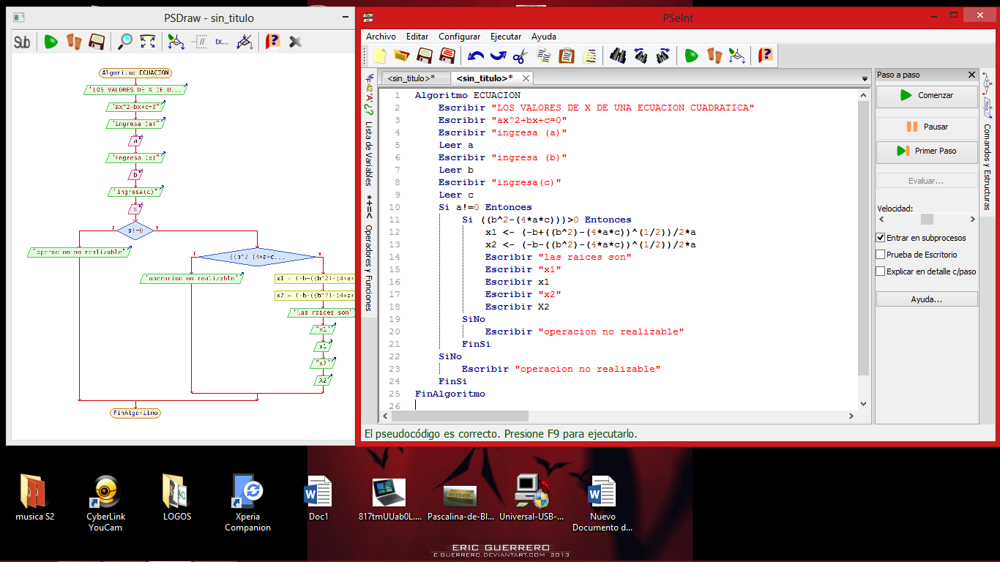 PSDraw - sin_titulo
Sub
tx...
Algoritmo ECUACION
'LOS VALORES DE X DE U...
'ax^2+bx+c=0'
'ingresa (a)'
a
'ingresa (b)'
b
'ingresa(c)'
c
F
a!=0
V
'operacion no realizable'
F
((b^2-(4*a*c...
V
'operacion no realizable'
x1 ← (-b+((b^2)-(4*a*
x2 ← (-b-((b^2)-(4*a*
'las raices son'
'x1'
x1
'x2'
X2
FinAlgoritmo
PSeInt
Archivo Editar Configurar Ejecutar Ayuda
<sin_titulo>* <sin_titulo>*
Lista de Variables
*+=< Operadores y Funciones
1 Algoritmo ECUACION
2 Escribir "LOS VALORES DE X DE UNA ECUACION CUADRATICA"
3 Escribir "ax^2+bx+c=0"
4 Escribir "ingresa (a)"
5 Leer a
6 Escribir "ingresa (b)"
7 Leer b
8 Escribir "ingresa(c)"
9 Leer c
10 Si a!=0 Entonces
11 Si ((b^2-(4*a*c)))>0 Entonces
12 x1 <- (-b+((b^2)-(4*a*c))^(1/2))/2*a
13 x2 <- (-b-((b^2)-(4*a*c))^(1/2))/2*a
14 Escribir "las raices son"
15 Escribir "x1"
16 Escribir x1
17 Escribir "x2"
18 Escribir X2
19 SiNo
20 Escribir "operacion no realizable"
21 FinSi
22 SiNo
23 Escribir "operacion no realizable"
24 FinSi
25 FinAlgoritmo
26
El pseudocódigo es correcto. Presione F9 para ejecutarlo.
Paso a paso
Comenzar
Pausar
Primer Paso
Evaluar...
Velocidad:
Entrar en subprocesos
Prueba de Escritorio
Explicar en detalle c/paso
Ayuda...
Comandos y Estructuras
musica S2
CyberLink
YouCam
LOGOS
Xperia
Companion
Doc1
817tmUUab0L....
Pascalina-de-Bl...
Universal-USB-...
Nuevo
Documento d...
ERIC GUERRERO
E-GUERRERO.DEVIANTART.COM 2013